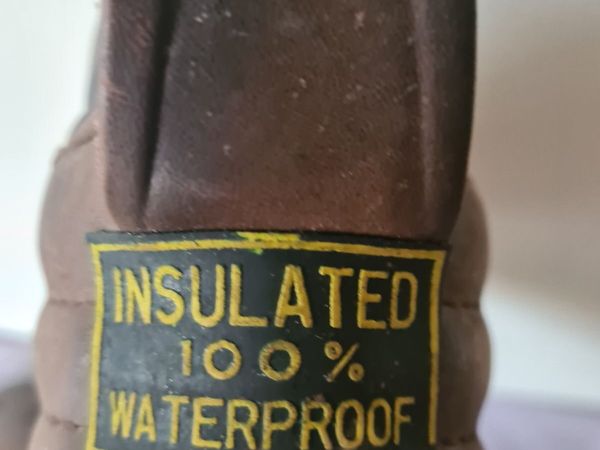 INSULATED
100%
WATERPROOF